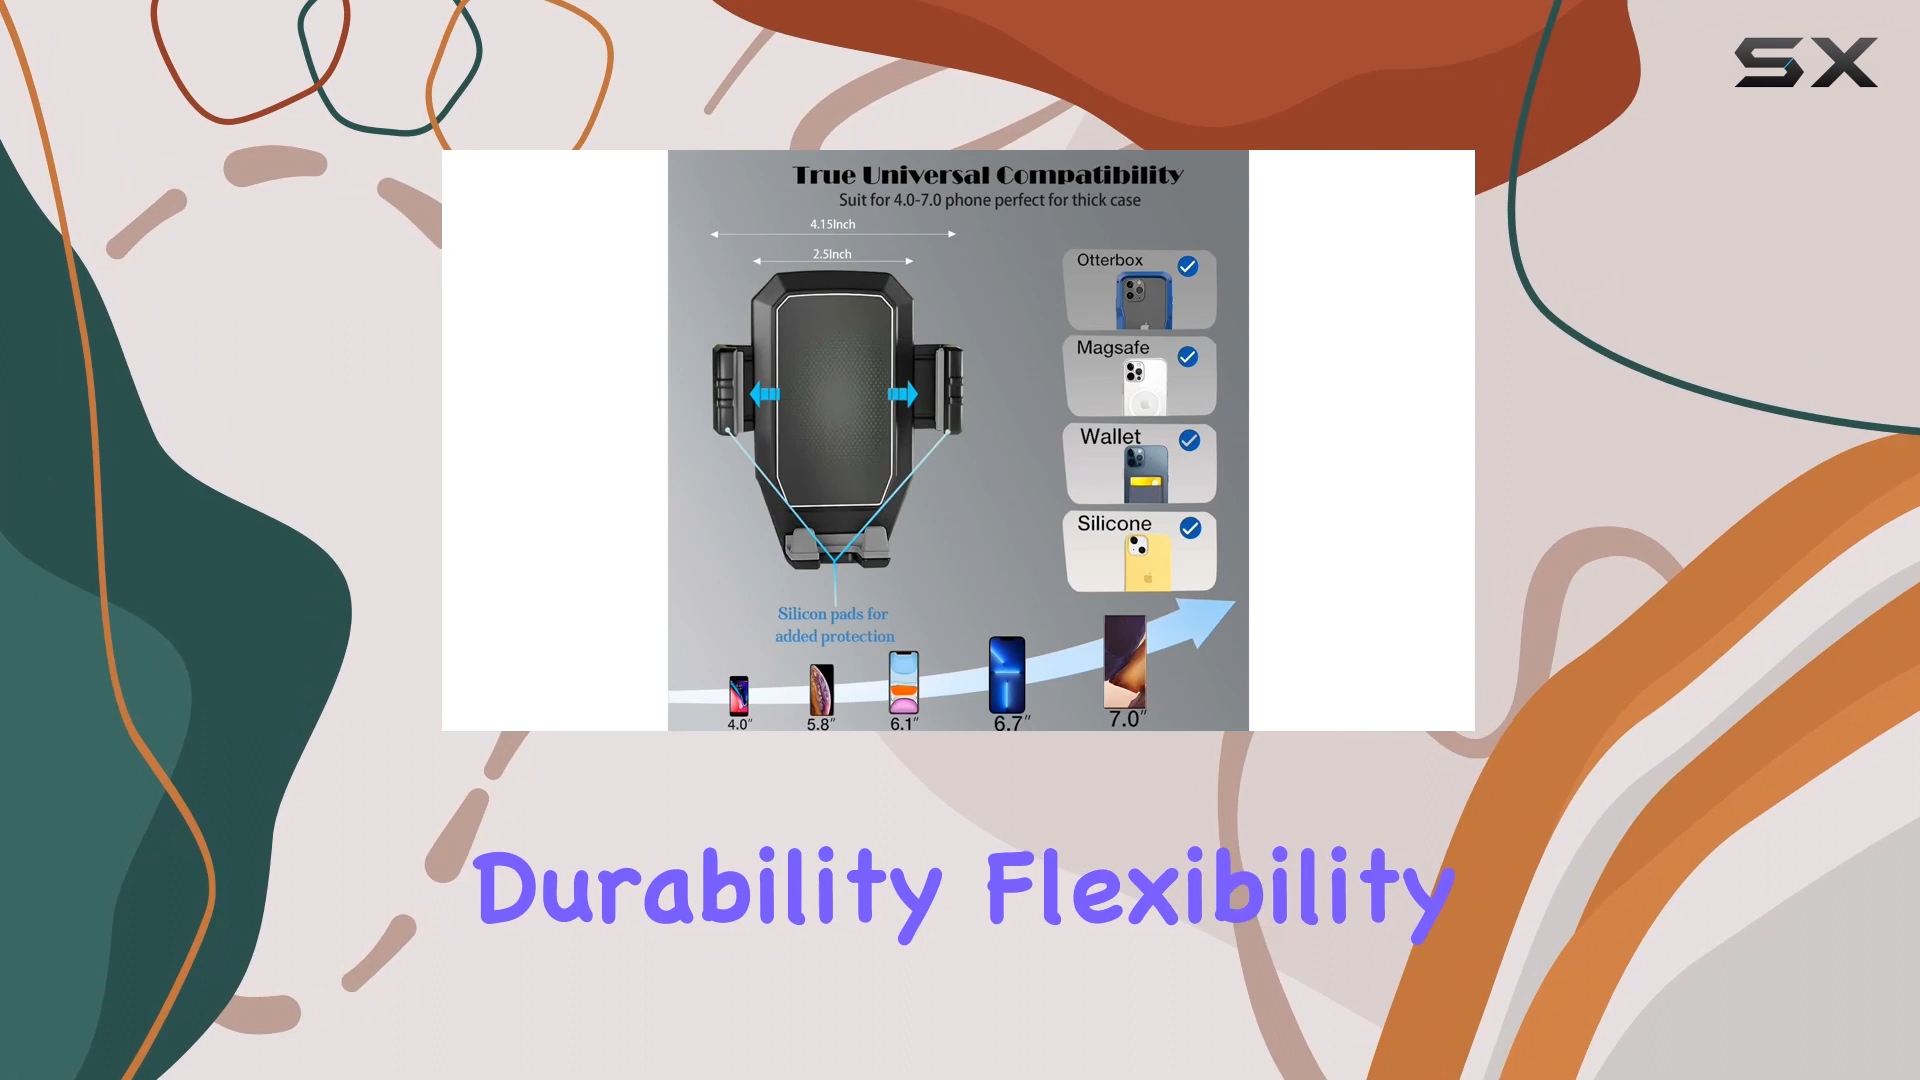 SX
True Universal Compatibility
Suit for 4.0-7.0 phone perfect for thick case
4.15Inch
2.5Inch
Otterbox
Magsafe
Wallet
Silicone
Silicon pads for
added protection
4.0″
5.8″
6.1″
6.7″
7.0″
Durability Flexibility